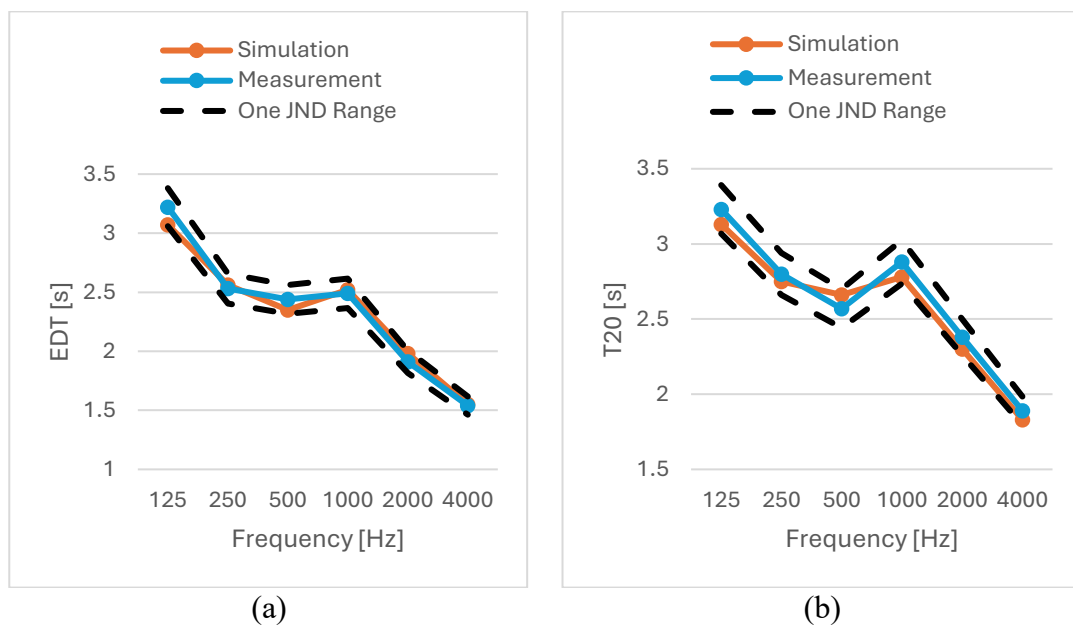 Simulation
Measurement
One JND Range
3.5
3
2.5
2
1.5
1
EDT [s]
125 250 500 1000 2000 4000
Frequency [Hz]
(a)
Simulation
Measurement
One JND Range
3.5
3
2.5
2
1.5
T20 [s]
125 250 500 1000 2000 4000
Frequency [Hz]
(b)